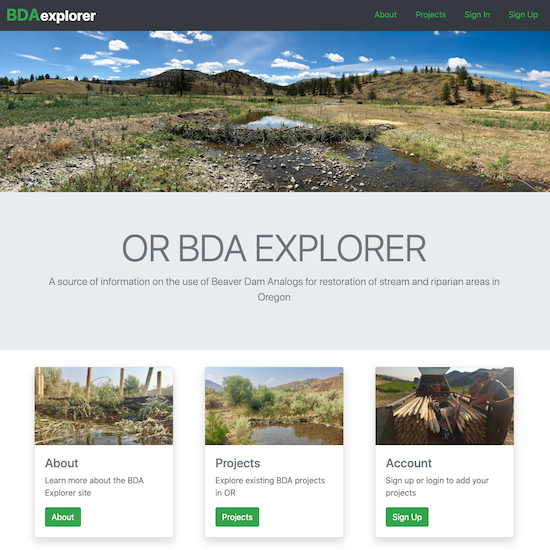 BDAexplorer
About Projects Sign In Sign Up
OR BDA EXPLORER
A source of information on the use of Beaver Dam Analogs for restoration of stream and riparian areas in
Oregon
About
Learn more about the BDA
Explorer site
About
Projects
Explore existing BDA projects
in OR
Projects
Account
Sign up or login to add your
projects
Sign Up